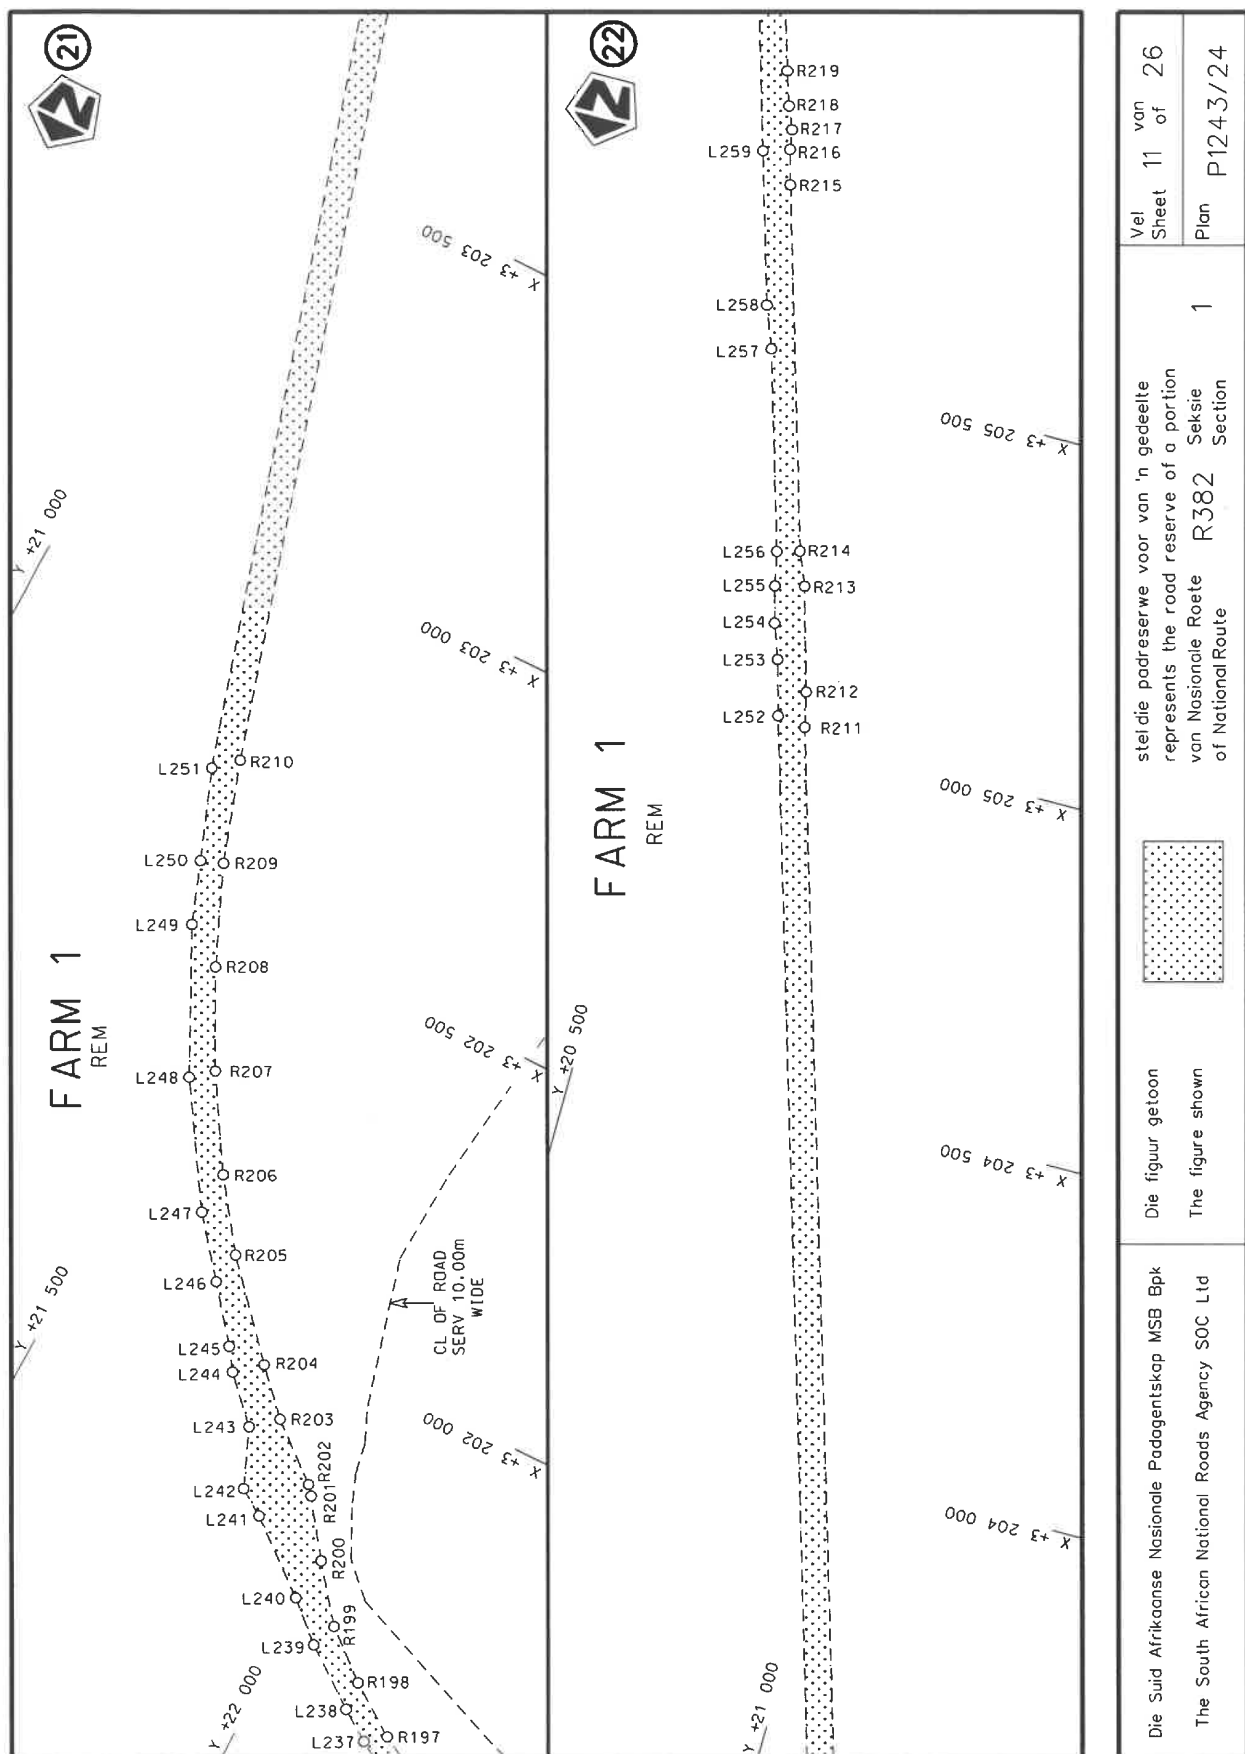 21
N
Y +21 000
X +3 203 500
X +3 203 000
L251
R210
L250
R209
L249
R208
FARM 1
REM
X +3 202 500
L248
R207
R206
L247
R205
L246
Y +21 500
L245
L244
R204
CL OF ROAD
SERV 10.00m
WIDE
L243
R203
X +3 202 000
L242
R202
R201
L241
R200
L240
R199
L239
R198
L238
Y +22 000
L237
R197
22
N
R219
R218
R217
L259
R216
R215
L258
L257
X +3 205 500
L256
R214
L255
R213
L254
L253
R212
L252
R211
X +3 205 000
FARM 1
REM
Y +20 500
X +3 204 500
X +3 204 000
Y +21 000
Die Suid Afrikaanse Nasionale Padagentskap MSB Bpk
The South African National Roads Agency SOC Ltd
Die figuur getoon
The figure shown
stel die padreserwe voor van 'n gedeelte
represents the road reserve of a portion
van Nasionale Roete R382 Seksie 1
of National Route Section
Vel 11 van 26
Sheet of
Plan P1243/24